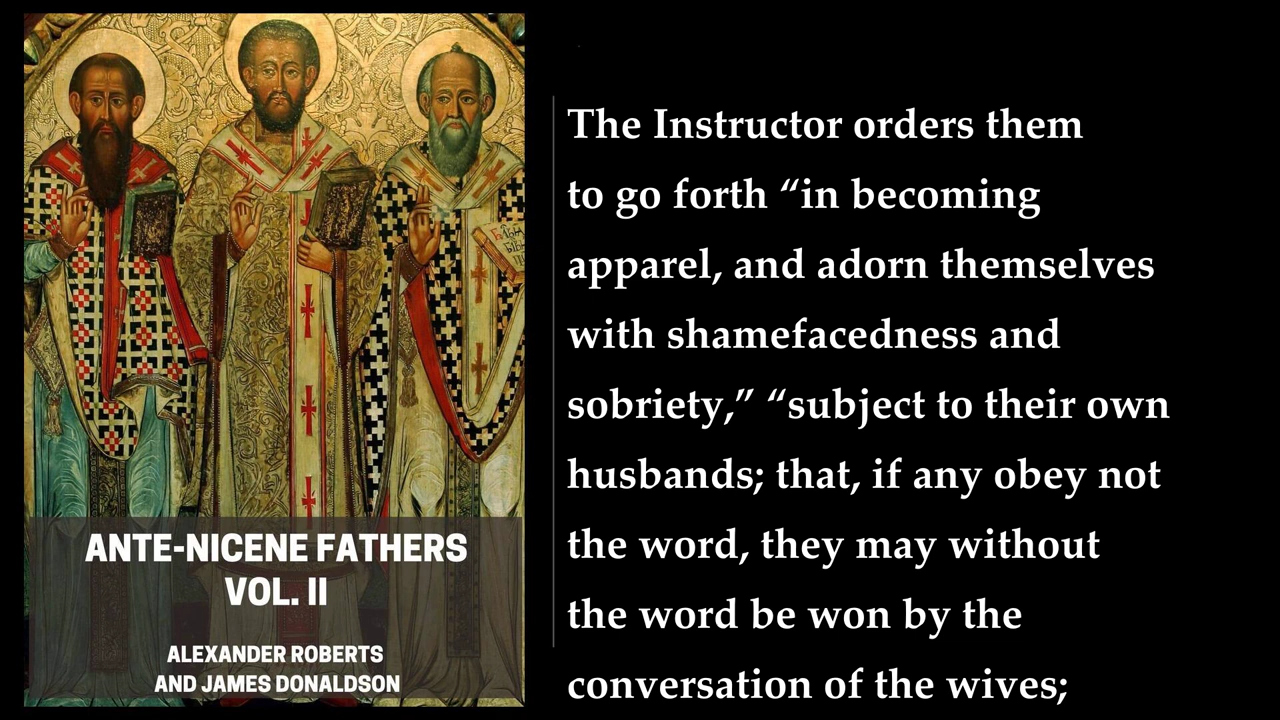 ANTE-NICENE FATHERS
VOL. II
ALEXANDER ROBERTS
AND JAMES DONALDSON
The Instructor orders them
to go forth “in becoming
apparel, and adorn themselves
with shamefacedness and
sobriety,” “subject to their own
husbands; that, if any obey not
the word, they may without
the word be won by the
conversation of the wives;